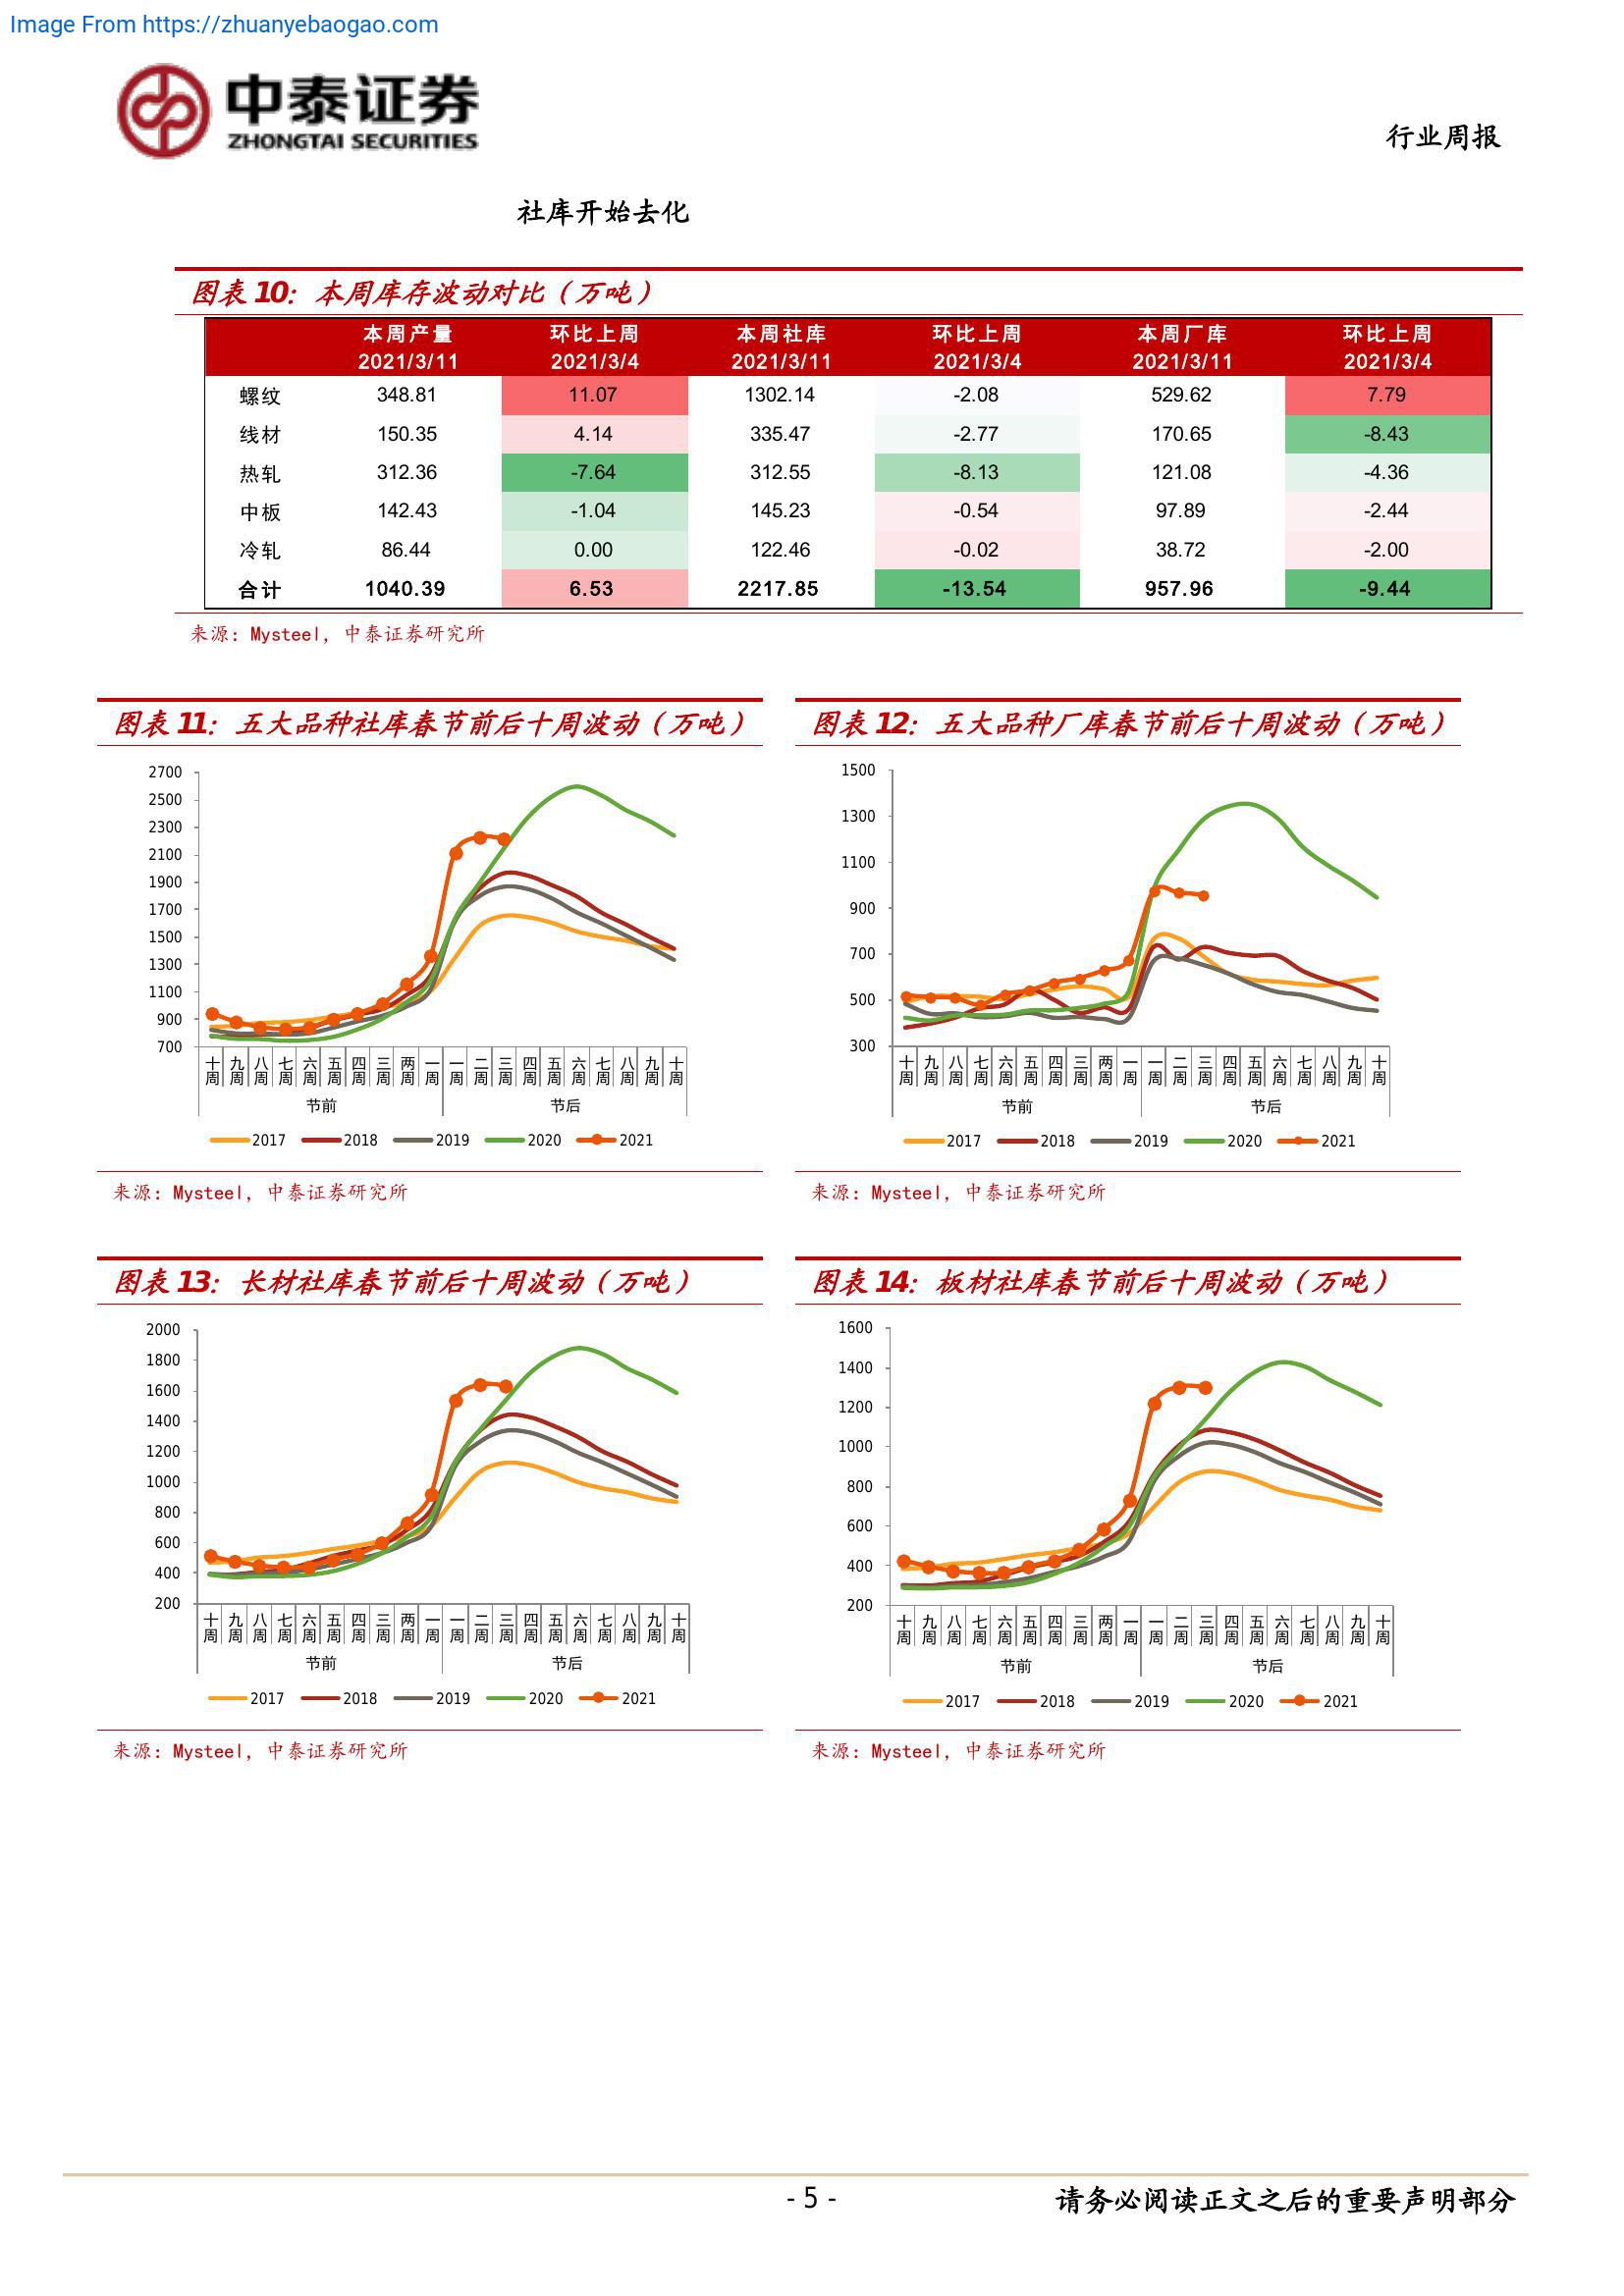 Image From https://zhuanyebaogao.com
中泰证券
ZHONGTAI SECURITIES
行业周报
社库开始去化
图表 10：本周库存波动对比（万吨）
本周产量 环比上周 本周社库 环比上周 本周厂库 环比上周
2021/3/11 2021/3/4 2021/3/11 2021/3/4 2021/3/11 2021/3/4
螺纹 348.81 11.07 1302.14 -2.08 529.62 7.79
线材 150.35 4.14 335.47 -2.77 170.65 -8.43
热轧 312.36 -7.64 312.55 -8.13 121.08 -4.36
中板 142.43 -1.04 145.23 -0.54 97.89 -2.44
冷轧 86.44 0.00 122.46 -0.02 38.72 -2.00
合计 1040.39 6.53 2217.85 -13.54 957.96 -9.44
来源：Mysteel，中泰证券研究所
图表 11：五大品种社库春节前后十周波动（万吨）
2700
2500
2300
2100
1900
1700
1500
1300
1100
900
700
十周 九周 八周 七周 六周 五周 四周 三周 两周 一周 一周 二周 三周 四周 五周 六周 七周 八周 九周 十周
节前 节后
2017 2018 2019 2020 2021
来源：Mysteel，中泰证券研究所
图表 12：五大品种厂库春节前后十周波动（万吨）
1500
1300
1100
900
700
500
300
十周 九周 八周 七周 六周 五周 四周 三周 两周 一周 一周 二周 三周 四周 五周 六周 七周 八周 九周 十周
节前 节后
2017 2018 2019 2020 2021
来源：Mysteel，中泰证券研究所
图表 13：长材社库春节前后十周波动（万吨）
2000
1800
1600
1400
1200
1000
800
600
400
200
十周 九周 八周 七周 六周 五周 四周 三周 两周 一周 一周 二周 三周 四周 五周 六周 七周 八周 九周 十周
节前 节后
2017 2018 2019 2020 2021
来源：Mysteel，中泰证券研究所
图表 14：板材社库春节前后十周波动（万吨）
1600
1400
1200
1000
800
600
400
200
十周 九周 八周 七周 六周 五周 四周 三周 两周 一周 一周 二周 三周 四周 五周 六周 七周 八周 九周 十周
节前 节后
2017 2018 2019 2020 2021
来源：Mysteel，中泰证券研究所
- 5 -
请务必阅读正文之后的重要声明部分